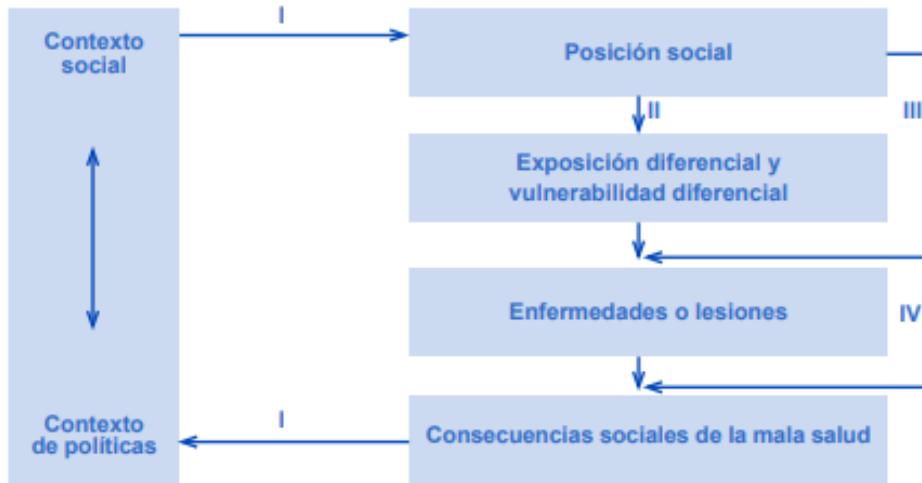 Contexto
social
I
Posición social
II
III
Exposición diferencial y
vulnerabilidad diferencial
Enfermedades o lesiones
IV
Contexto
de políticas
I
Consecuencias sociales de la mala salud